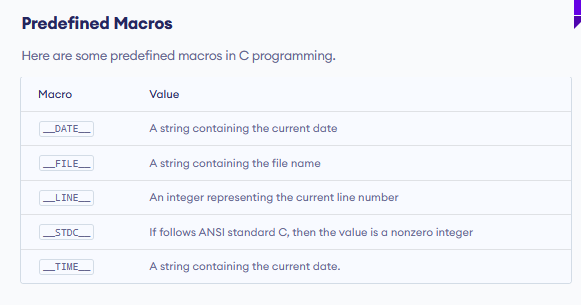 Predefined Macros
Here are some predefined macros in C programming.
Macro Value
__DATE__ A string containing the current date
__FILE__ A string containing the file name
__LINE__ An integer representing the current line number
__STDC__ If follows ANSI standard C, then the value is a nonzero integer
__TIME__ A string containing the current date.